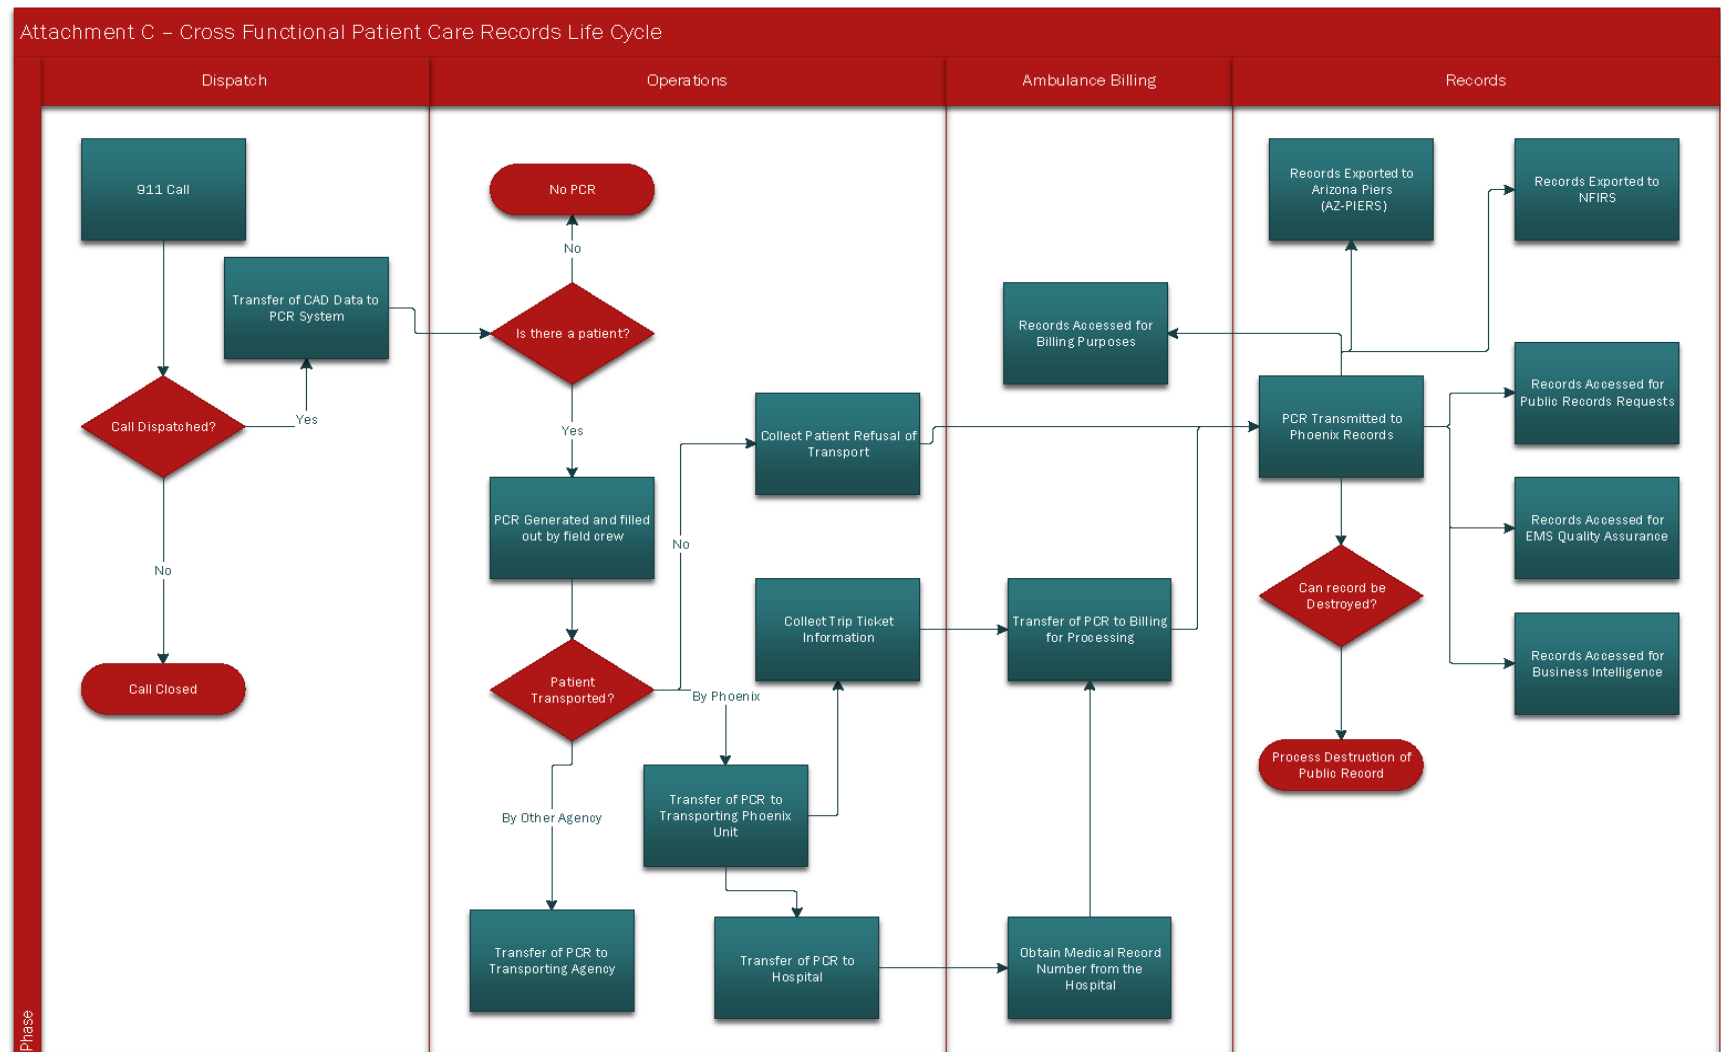 Attachment C – Cross Functional Patient Care Records Life Cycle
Dispatch
Operations
Ambulance Billing
Records
Phase
911 Call
Transfer of CAD Data to
PCR System
Call Dispatched?
Yes
No
Call Closed
No PCR
No
Is there a patient?
Yes
PCR Generated and filled
out by field crew
Patient
Transported?
No
By Phoenix
By Other Agency
Collect Patient Refusal of
Transport
Collect Trip Ticket
Information
Transfer of PCR to
Transporting Phoenix
Unit
Transfer of PCR to
Transporting Agency
Transfer of PCR to
Hospital
Records Accessed for
Billing Purposes
Transfer of PCR to Billing
for Processing
Obtain Medical Record
Number from the
Hospital
Records Exported to
Arizona Piers
(AZ-PIERS)
Records Exported to
NFIRS
PCR Transmitted to
Phoenix Records
Records Accessed for
Public Records Requests
Records Accessed for
EMS Quality Assurance
Records Accessed for
Business Intelligence
Can record be
Destroyed?
Process Destruction of
Public Record